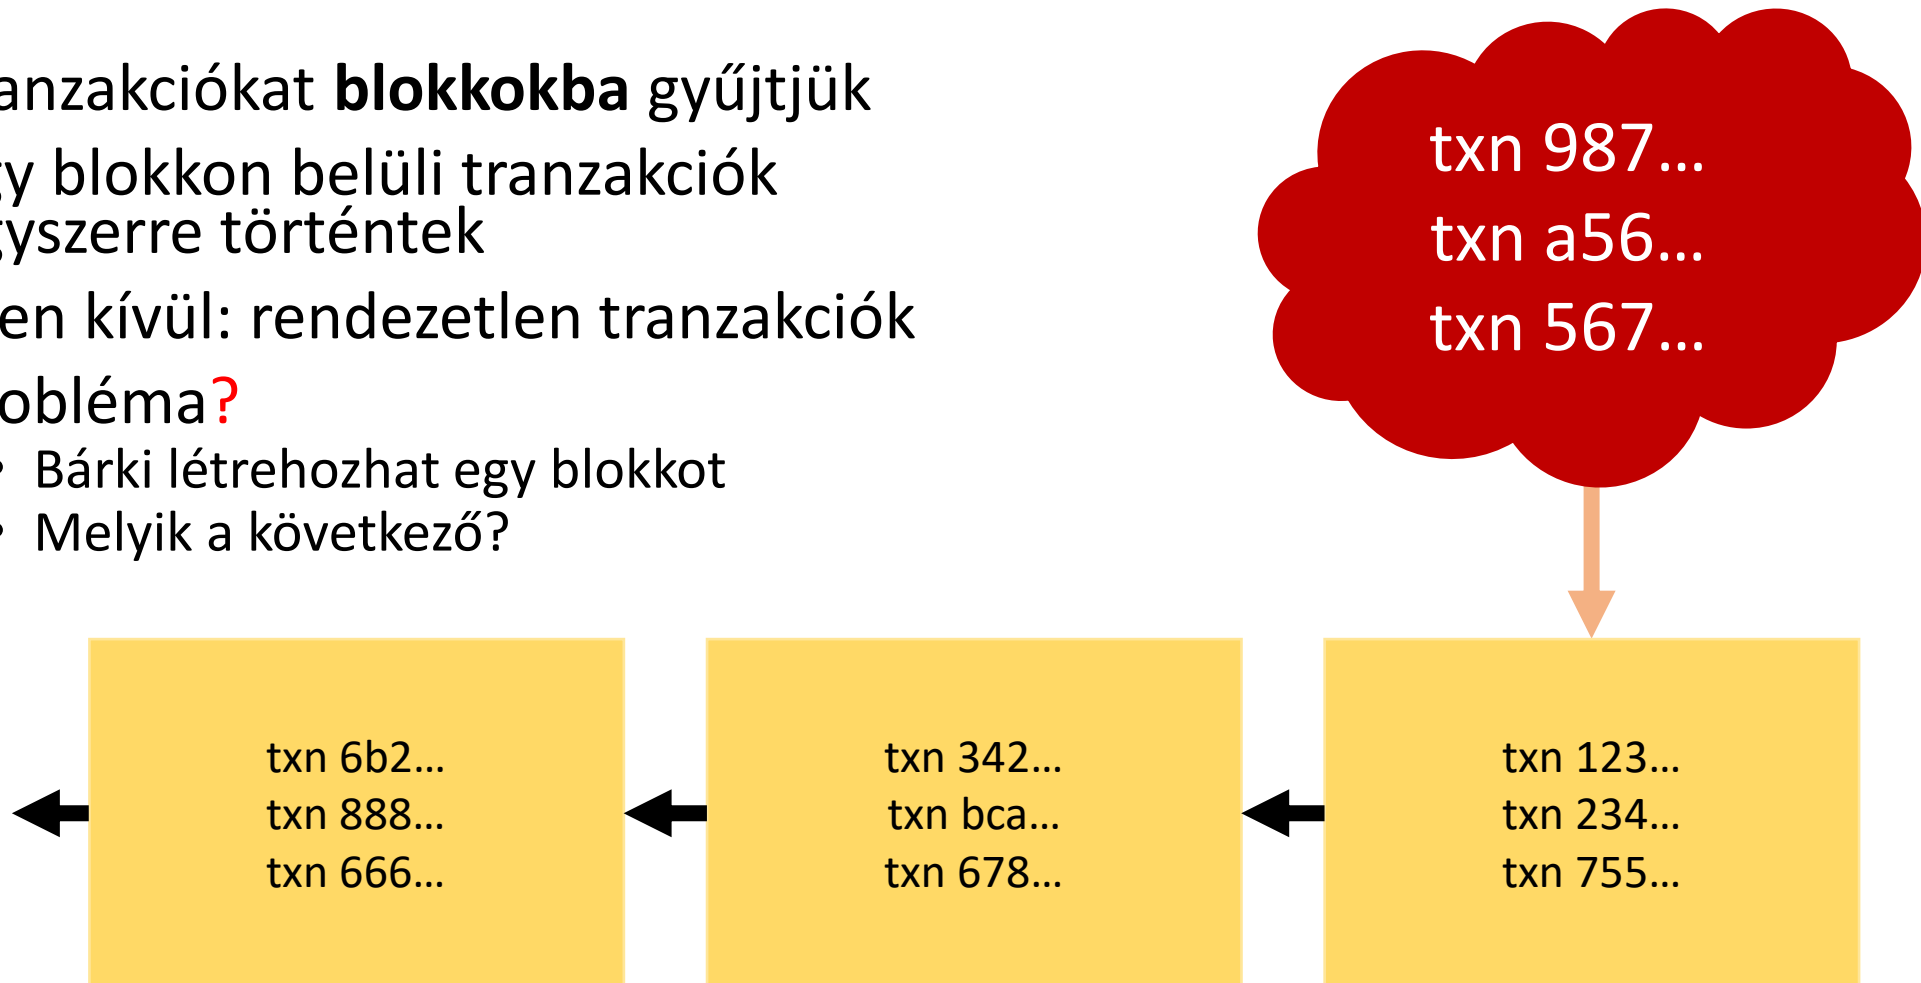 anzakciókat blokkokba gyűjtjük
gy blokkon belüli tranzakciók
gyszerre történtek
en kívül: rendezetlen tranzakciók
obléma?
• Bárki létrehozhat egy blokkot
• Melyik a következő?
txn 987...
txn a56...
txn 567...
txn 6b2...
txn 888...
txn 666...
txn 342...
txn bca...
txn 678...
txn 123...
txn 234...
txn 755...